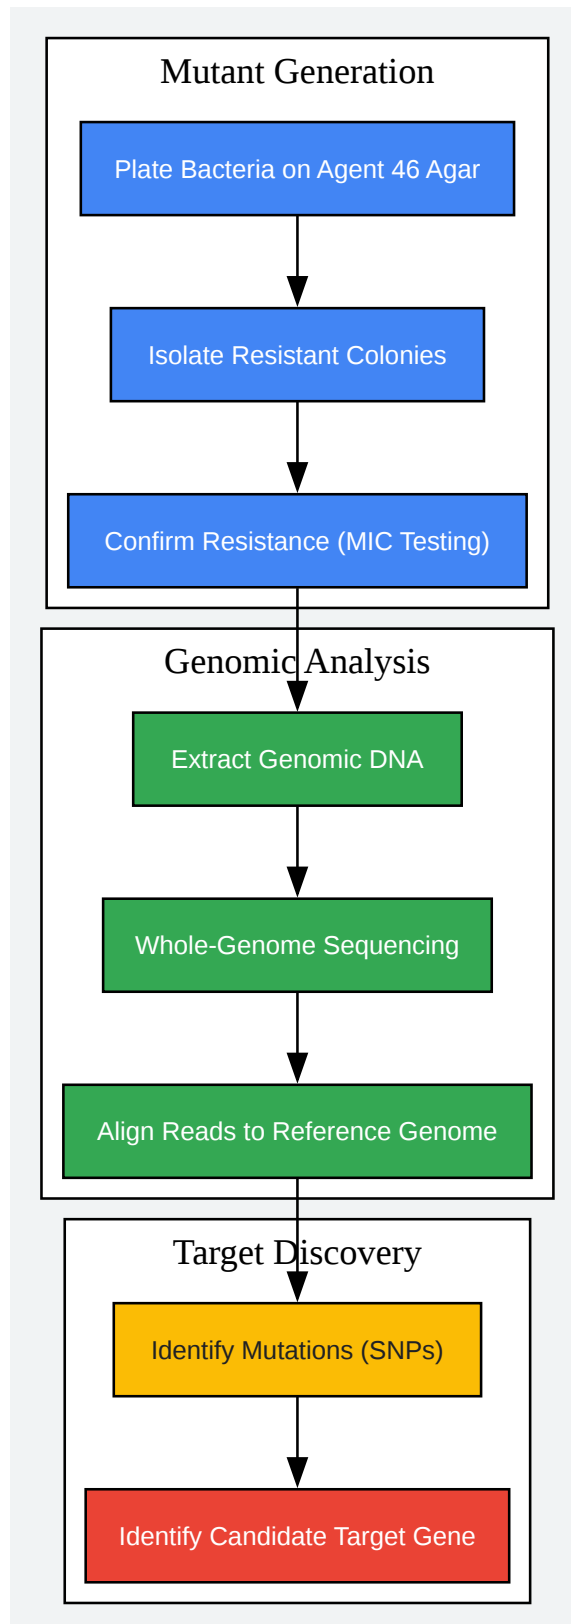 Mutant Generation
Plate Bacteria on Agent 46 Agar
Isolate Resistant Colonies
Confirm Resistance (MIC Testing)
Genomic Analysis
Extract Genomic DNA
Whole-Genome Sequencing
Align Reads to Reference Genome
Target Discovery
Identify Mutations (SNPs)
Identify Candidate Target Gene